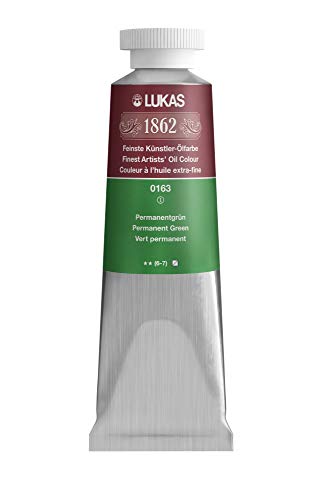 LUKAS
1862
Feinste Künstler-Ölfarbe
Finest Artists' Oil Colour
Couleur à l'huile extra-fine
0163
1
Permanentgrün
Permanent Green
Vert permanent
★★ (6–7)